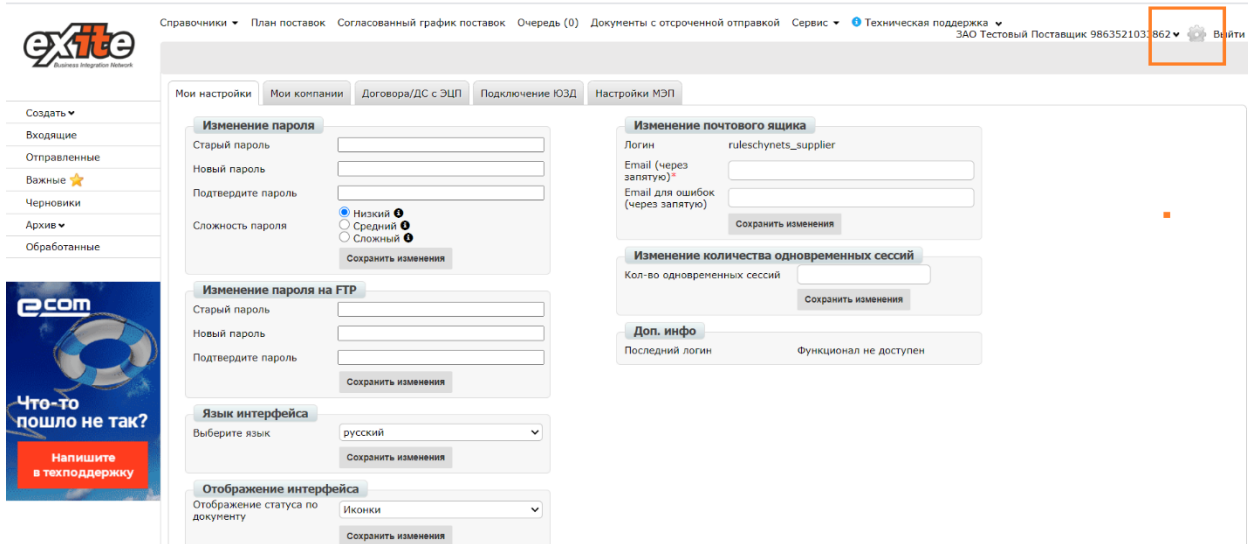 Справочники План поставок Согласованный график поставок Очередь (0) Документы с отсроченной отправкой Сервис Техническая поддержка
ЗАО Тестовый Поставщик 9863521033862 Выйти
exite
Business Integration Network
Мои настройки Мои компании Договора/ДС с ЭЦП Подключение ЮЗД Настройки МЭП
Создать
Входящие
Отправленные
Важные
Черновики
Архив
Обработанные
ecom
Что-то
пошло не так?
Напишите
в техподдержку
Изменение пароля
Старый пароль
Новый пароль
Подтвердите пароль
Сложность пароля
Низкий
Средний
Сложный
Сохранить изменения
Изменение пароля на FTP
Старый пароль
Новый пароль
Подтвердите пароль
Сохранить изменения
Язык интерфейса
Выберите язык русский
Сохранить изменения
Отображение интерфейса
Отображение статуса по
документу
Иконки
Сохранить изменения
Изменение почтового ящика
Логин ruleschynets_supplier
Email (через
запятую)*
Email для ошибок
(через запятую)
Сохранить изменения
Изменение количества одновременных сессий
Кол-во одновременных сессий
Сохранить изменения
Доп. инфо
Последний логин Функционал не доступен